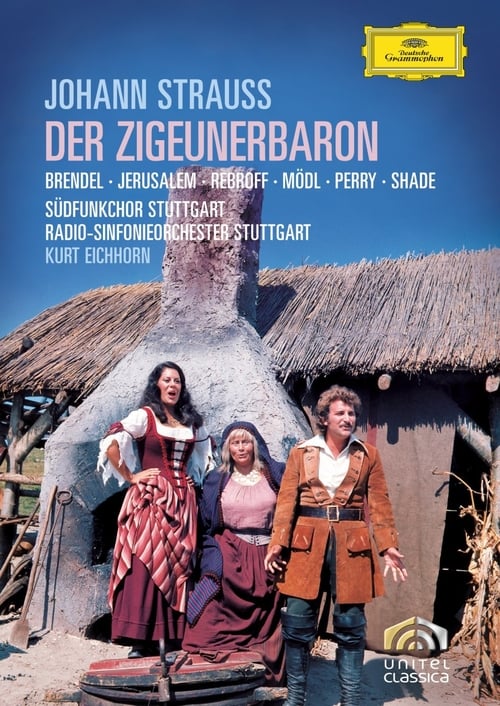 Deutsche
Grammophon
JOHANN STRAUSS
DER ZIGEUNERBARON
BRENDEL · JERUSALEM · REBROFF · MÖDL · PERRY · SHADE
SÜDFUNKCHOR STUTTGART
RADIO-SINFONIEORCHESTER STUTTGART
KURT EICHHORN
UNITEL
CLASSICA